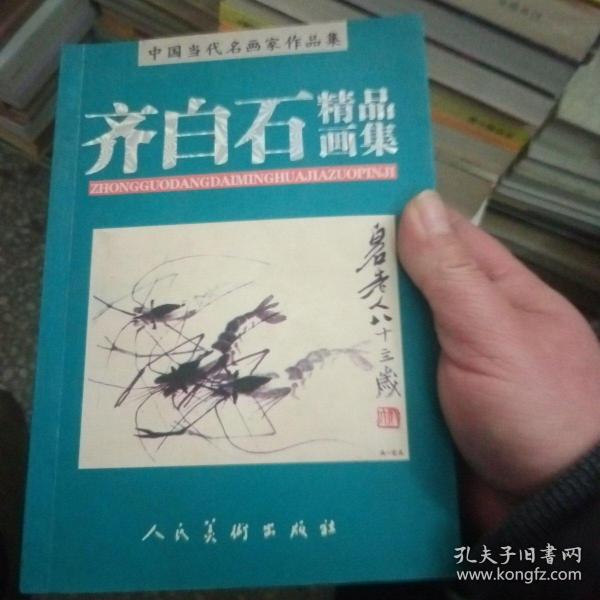 中国当代名画家作品集
齐白石 精品画集
ZHONGGUODANGDAIMINGHUAJIAZUOPINJI
白石老人八十三岁
人民美術出版社
孔夫子旧书网
www.kongfz.com